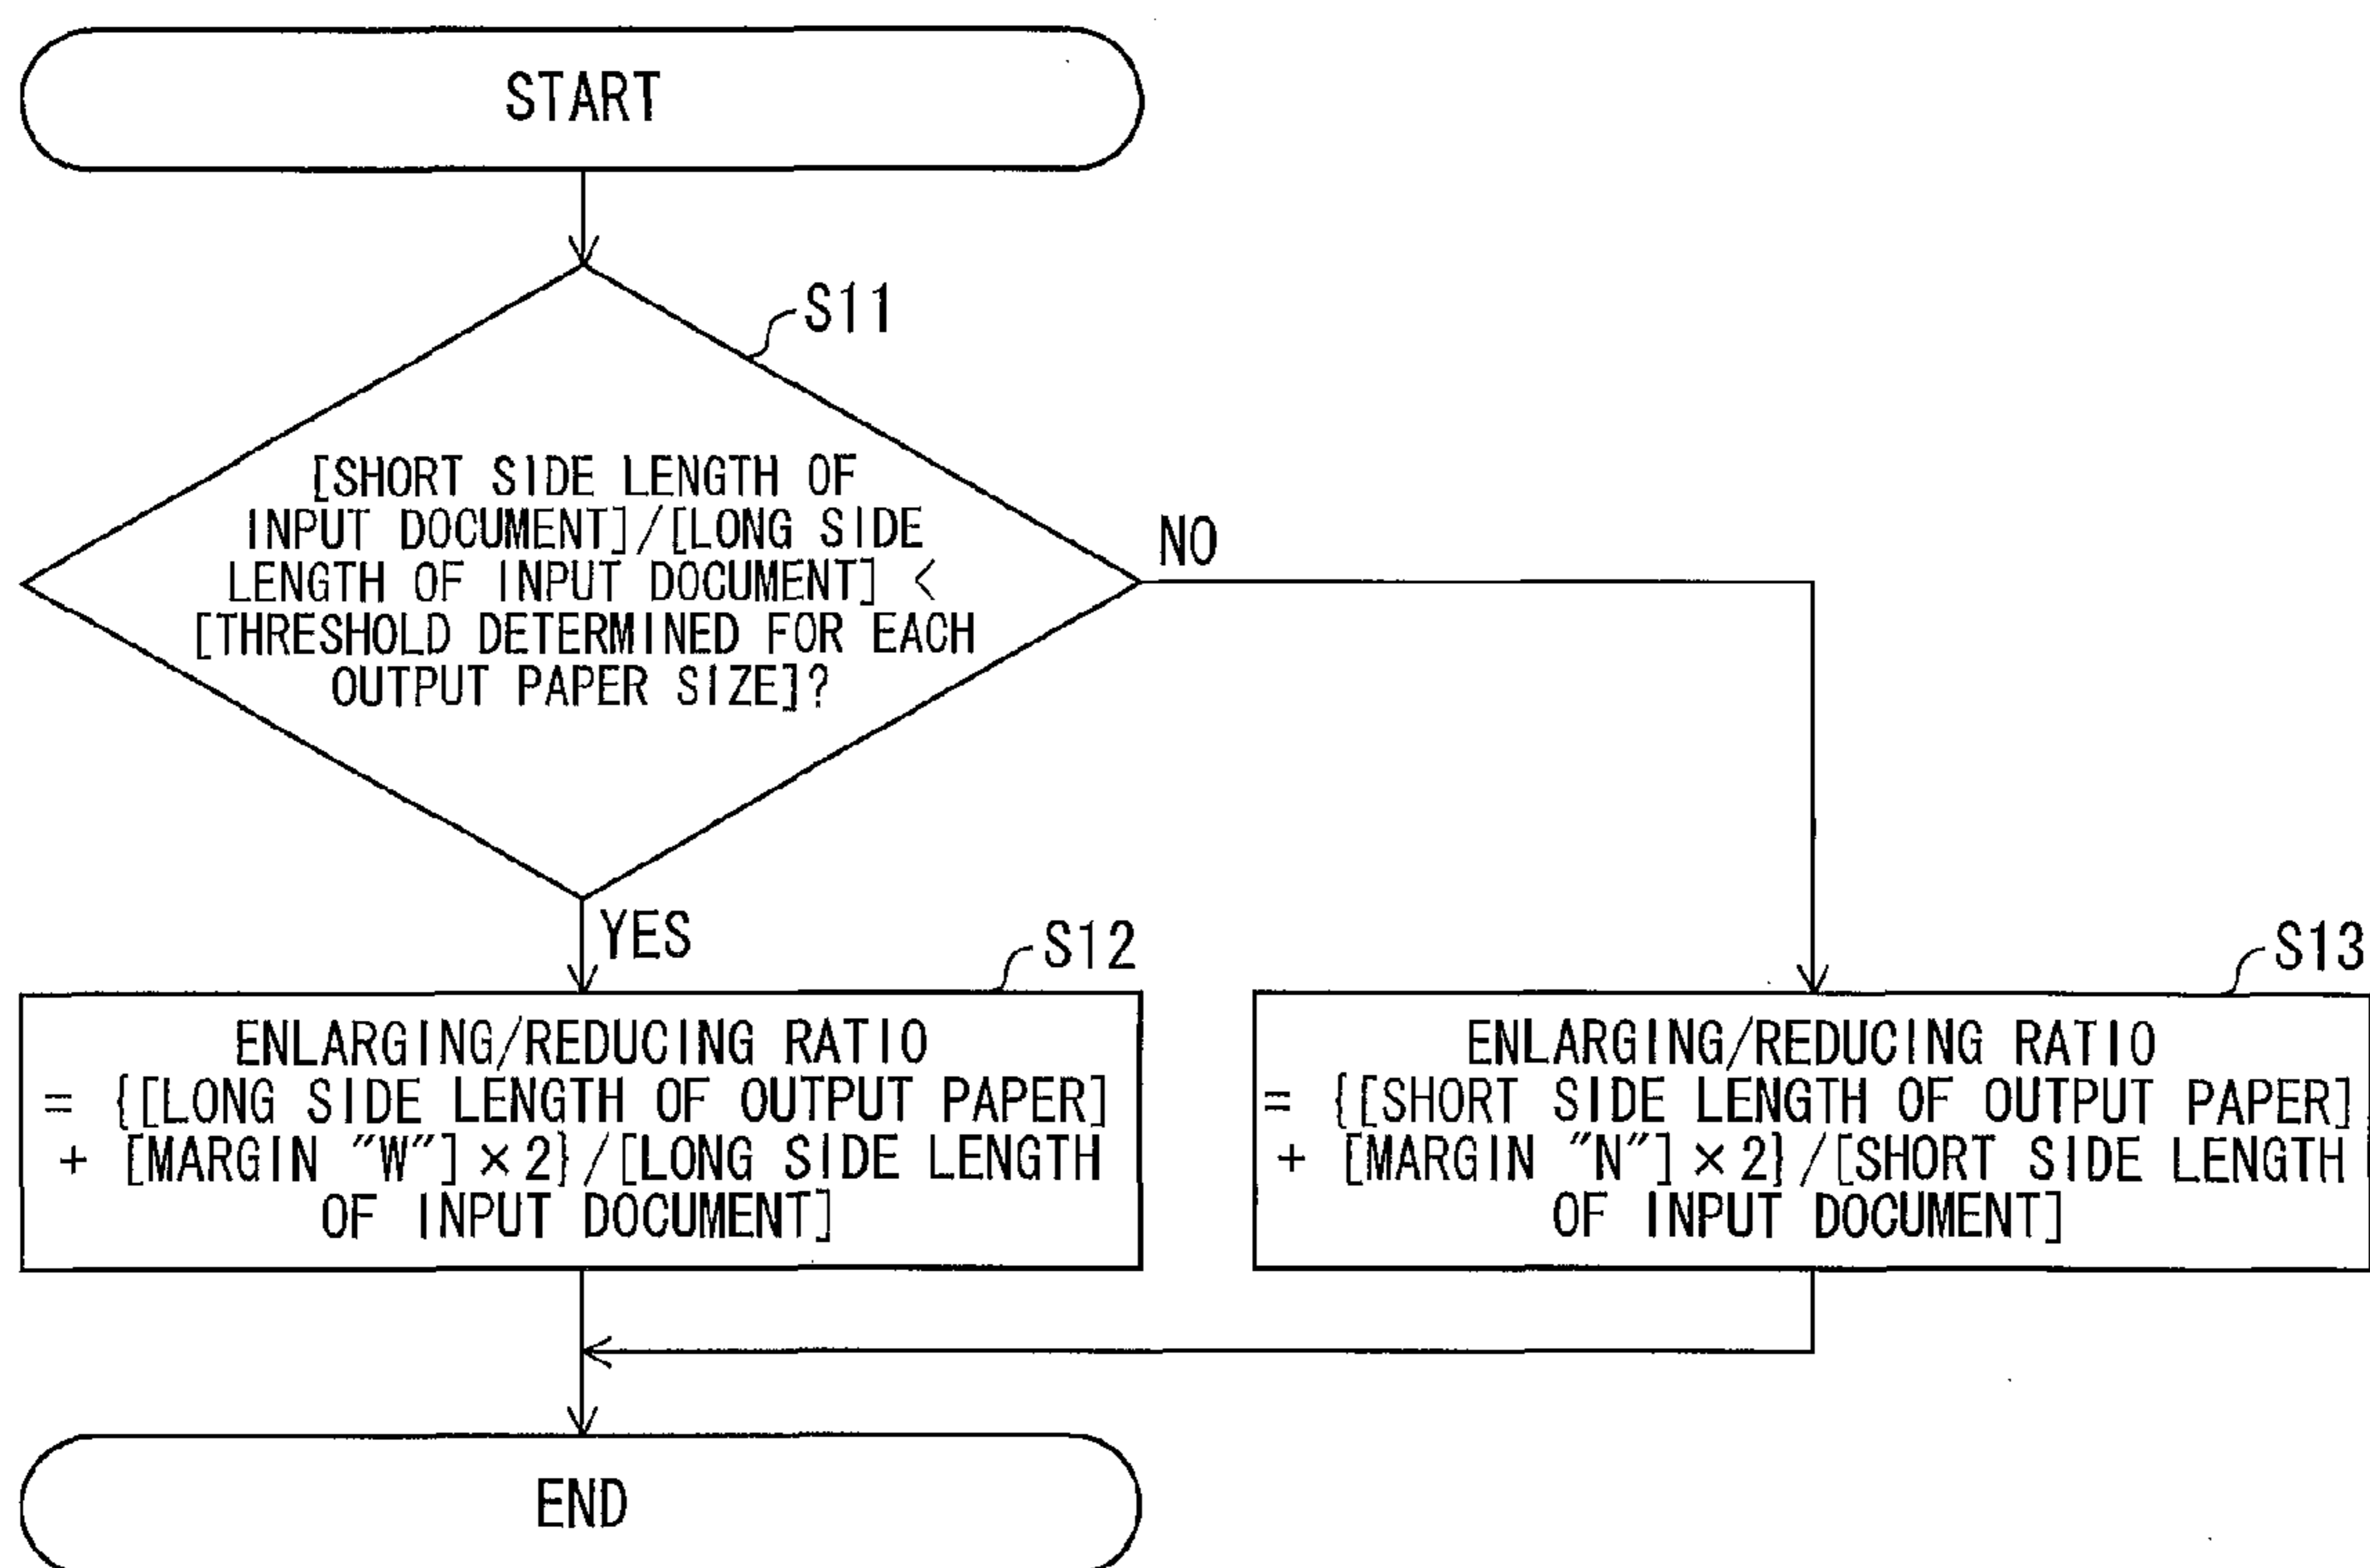 START
S11
[SHORT SIDE LENGTH OF
INPUT DOCUMENT]/[LONG SIDE
LENGTH OF INPUT DOCUMENT] <
[THRESHOLD DETERMINED FOR EACH
OUTPUT PAPER SIZE]?
NO
YES
S12
ENLARGING/REDUCING RATIO
= {[LONG SIDE LENGTH OF OUTPUT PAPER]
+ [MARGIN "W"] × 2}/[LONG SIDE LENGTH
OF INPUT DOCUMENT]
S13
ENLARGING/REDUCING RATIO
= {[SHORT SIDE LENGTH OF OUTPUT PAPER]
+ [MARGIN "N"] × 2}/[SHORT SIDE LENGTH
OF INPUT DOCUMENT]
END